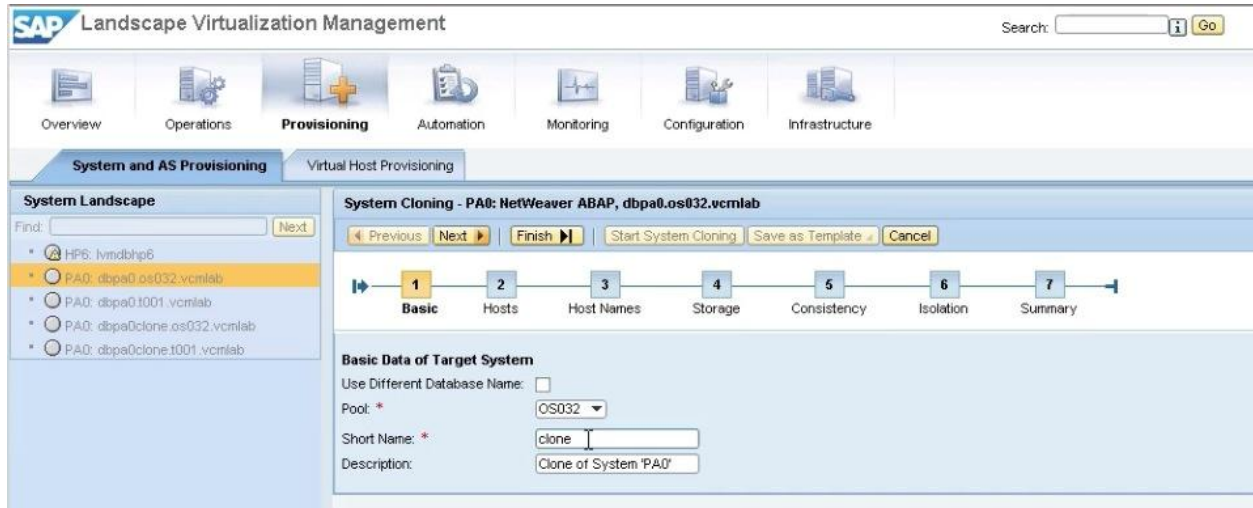 SAP Landscape Virtualization Management
Search: i Go
Overview Operations Provisioning Automation Monitoring Configuration Infrastructure
System and AS Provisioning Virtual Host Provisioning
System Landscape
Find: Next
HP6: lvmdbhp6
PA0: dbpa0.os032.vcmlab
PA0: dbpa0.t001.vcmlab
PA0: dbpa0clone.os032.vcmlab
PA0: dbpa0clone.t001.vcmlab
System Cloning - PA0: NetWeaver ABAP, dbpa0.os032.vcmlab
Previous Next Finish Start System Cloning Save as Template Cancel
1 2 3 4 5 6 7
Basic Hosts Host Names Storage Consistency Isolation Summary
Basic Data of Target System
Use Different Database Name:
Pool: * OS032
Short Name: * clone
Description: Clone of System 'PA0'